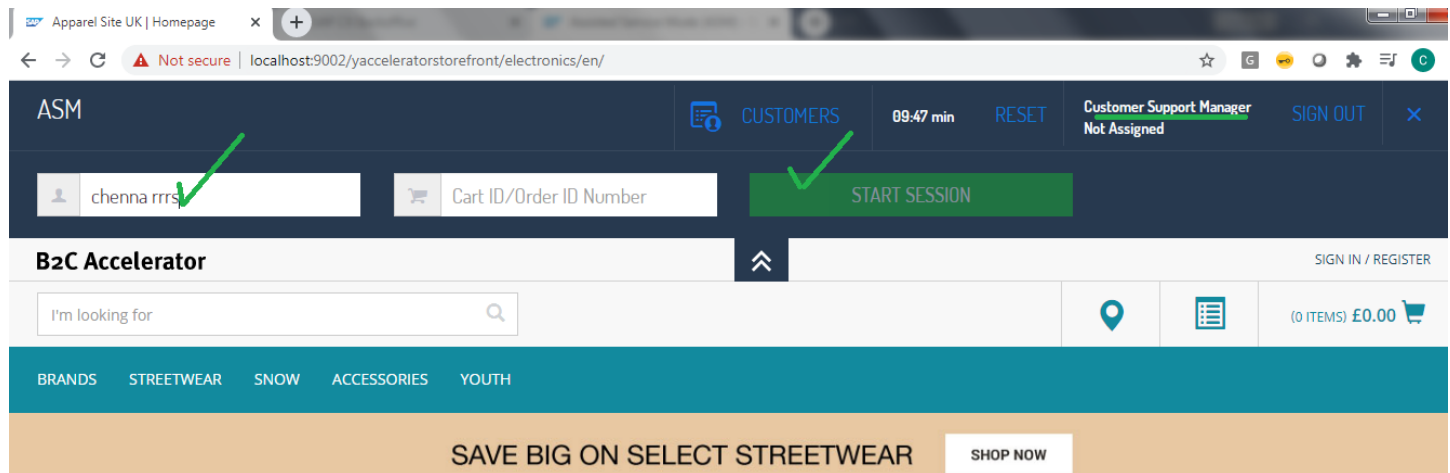 SAP Apparel Site UK | Homepage
Not secure | localhost:9002/yacceleratorstorefront/electronics/en/
G
C
ASM
CUSTOMERS
09:47 min
RESET
Customer Support Manager
Not Assigned
SIGN OUT
chenna rrrs
Cart ID/Order ID Number
START SESSION
B2C Accelerator
SIGN IN / REGISTER
I'm looking for
(0 ITEMS) £0.00
BRANDS STREETWEAR SNOW ACCESSORIES YOUTH
SAVE BIG ON SELECT STREETWEAR
SHOP NOW